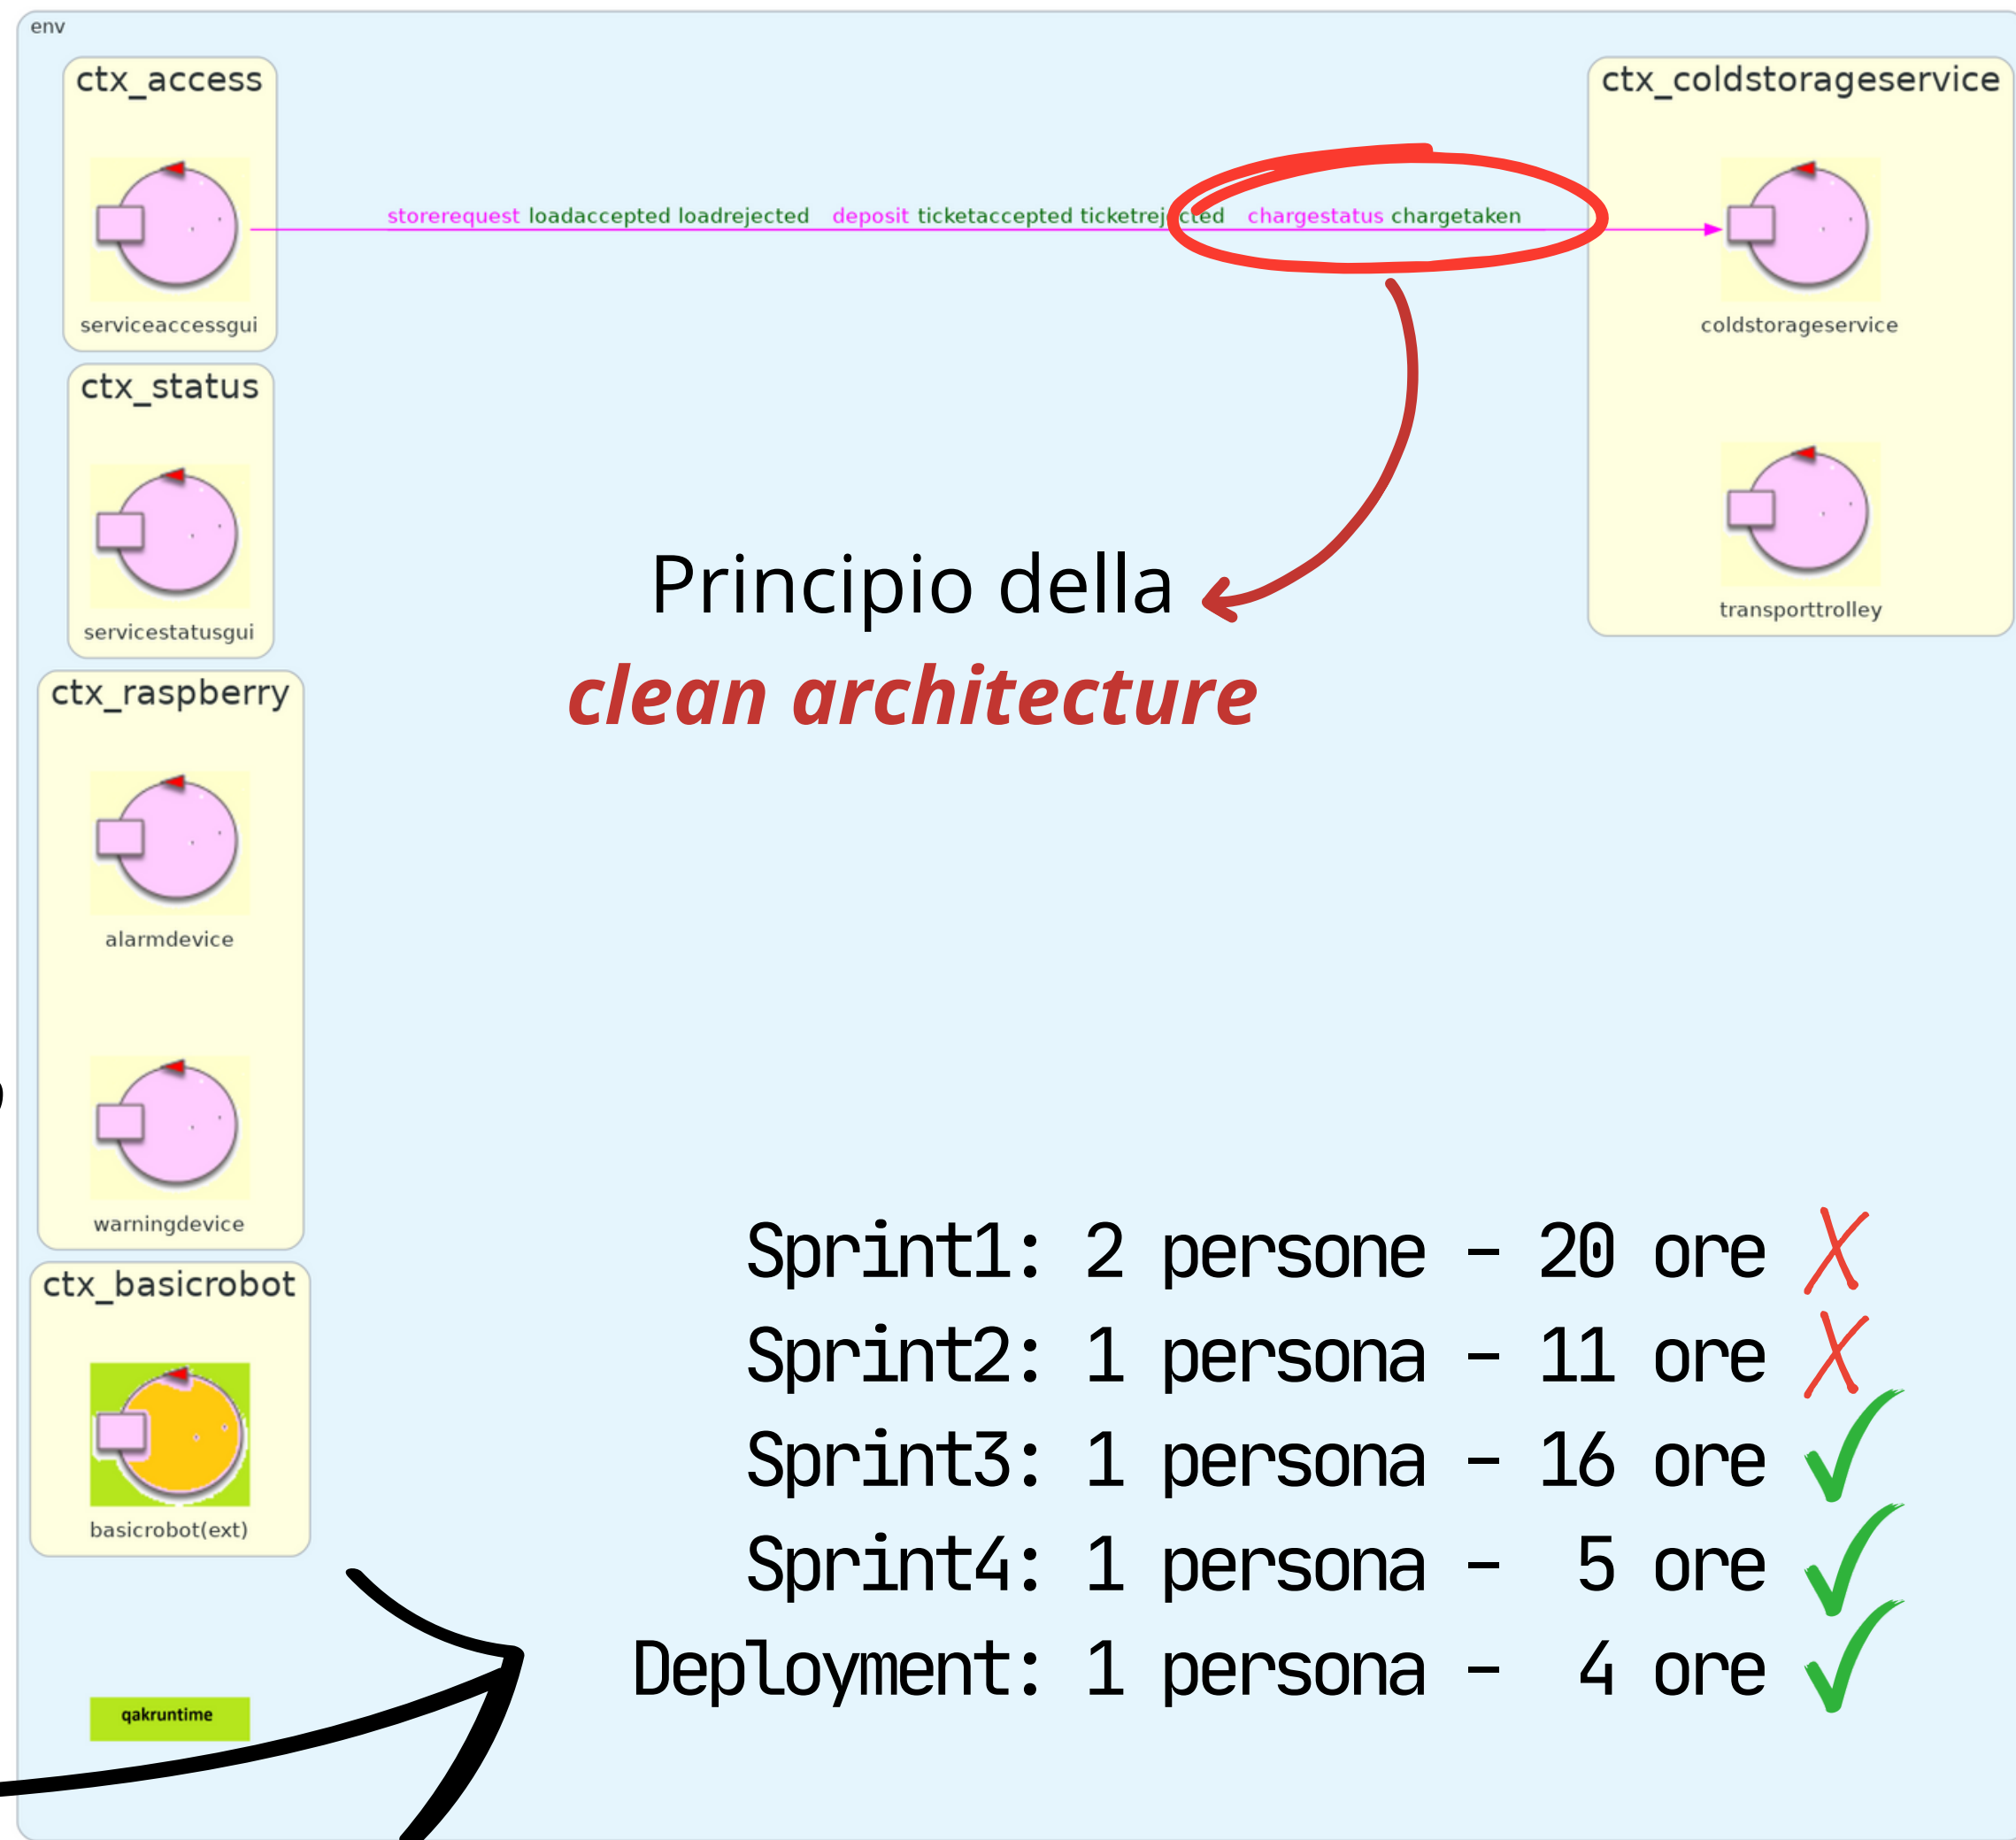 env
ctx_access
serviceaccessgui
storerequest loadaccepted loadrejected deposit ticketaccepted ticketrejected chargestatus chargetaken
ctx_coldstorageservice
coldstorageservice
transporttrolley
ctx_status
servicestatusgui
Principio della
clean architecture
ctx_raspberry
alarmdevice
warningdevice
ctx_basicrobot
basicrobot(ext)
qakruntime
Sprint1: 2 persone - 20 ore
Sprint2: 1 persona - 11 ore
Sprint3: 1 persona - 16 ore
Sprint4: 1 persona - 5 ore
Deployment: 1 persona - 4 ore